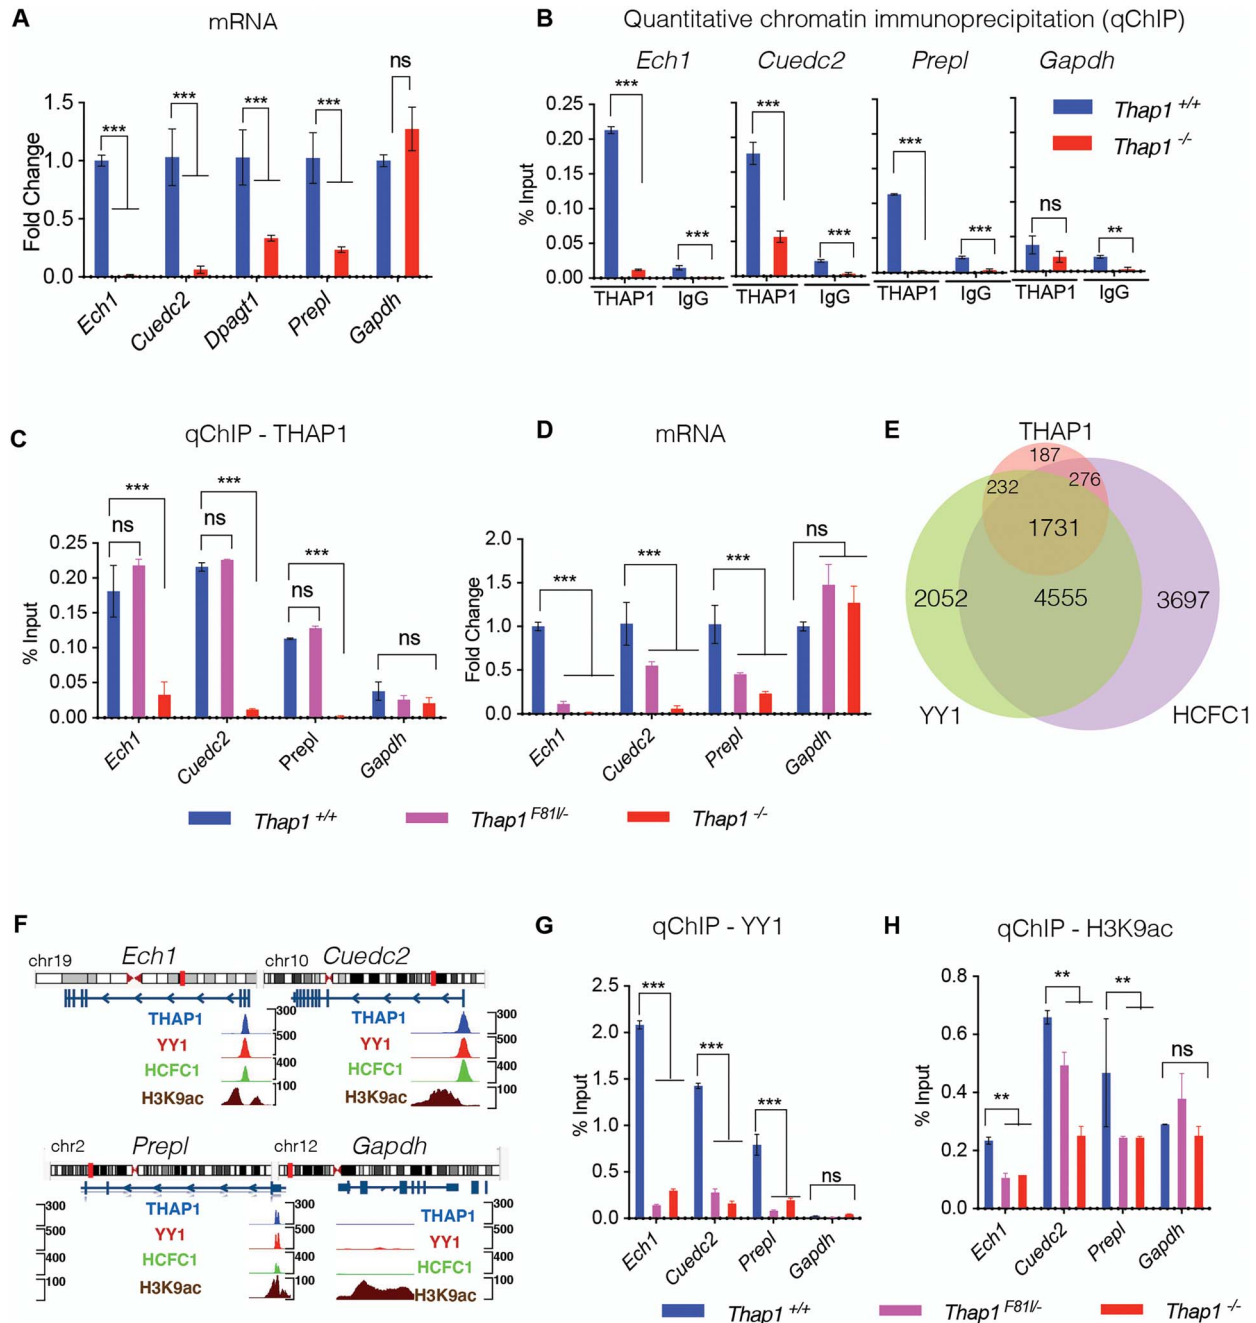 A
mRNA
Fold Change
1.5
1.0
0.5
0.0
***
***
***
***
ns
Ech1
Cuedc2
Dpagt1
Prepl
Gapdh
B
Quantitative chromatin immunoprecipitation (qChIP)
Ech1 Cuedc2 Prepl Gapdh
% Input
0.25
0.20
0.15
0.10
0.05
0.00
*** ***
*** ***
*** ***
ns **
THAP1 IgG THAP1 IgG THAP1 IgG THAP1 IgG
Thap1 +/+
Thap1 -/-
C
qChIP - THAP1
% Input
0.25
0.20
0.15
0.10
0.05
0.00
***
ns
***
ns
***
ns
ns
Ech1
Cuedc2
Prepl
Gapdh
D
mRNA
Fold Change
2.0
1.5
1.0
0.5
0.0
***
***
***
ns
Ech1
Cuedc2
Prepl
Gapdh
Thap1 +/+ Thap1 F81l/- Thap1 -/-
E
THAP1
187
232 276
1731
2052 4555 3697
YY1 HCFC1
F
chr19 Ech1
THAP1
YY1
HCFC1
H3K9ac
300
500
400
100
chr10 Cuedc2
THAP1
YY1
HCFC1
H3K9ac
300
500
400
100
chr2 Prepl
300
500
400
100
THAP1
YY1
HCFC1
H3K9ac
chr12 Gapdh
THAP1
YY1
HCFC1
H3K9ac
300
500
400
100
G
qChIP - YY1
% Input
2.5
2.0
1.5
1.0
0.5
0.0
***
***
***
ns
Ech1
Cuedc2
Prepl
Gapdh
H
qChIP - H3K9ac
% Input
0.8
0.6
0.4
0.2
0.0
**
**
**
ns
Ech1
Cuedc2
Prepl
Gapdh
Thap1 +/+ Thap1 F81l/- Thap1 -/-